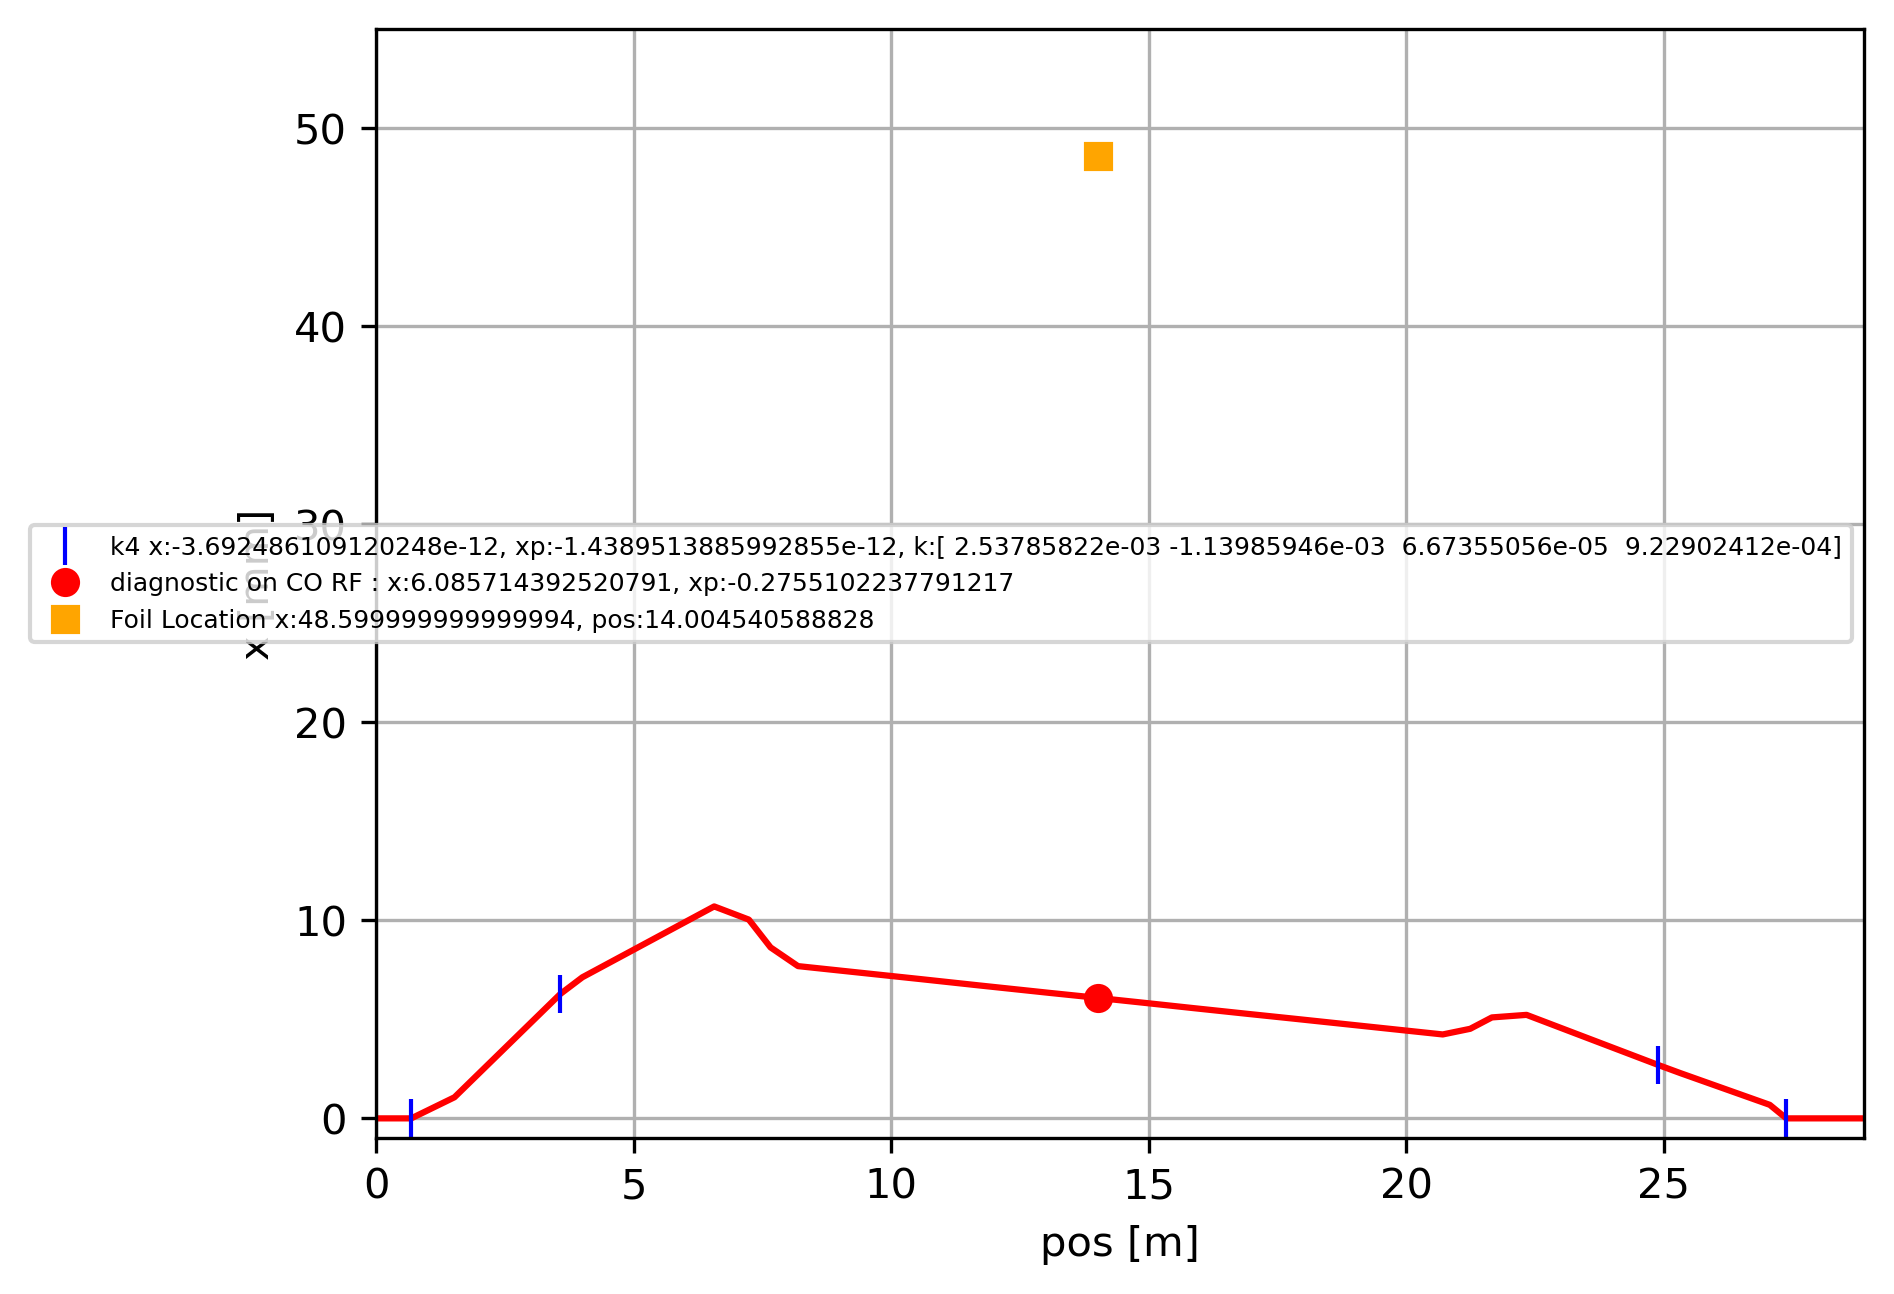 50
40
30
x [mm]
k4 x:-3.692486109120248e-12, xp:-1.4389513885992855e-12, k:[ 2.53785822e-03 -1.13985946e-03  6.67355056e-05  9.22902412e-04]
diagnostic on CO RF : x:6.085714392520791, xp:-0.2755102237791217
Foil Location x:48.599999999999994, pos:14.004540588828
20
10
0
0 5 10 15 20 25
pos [m]